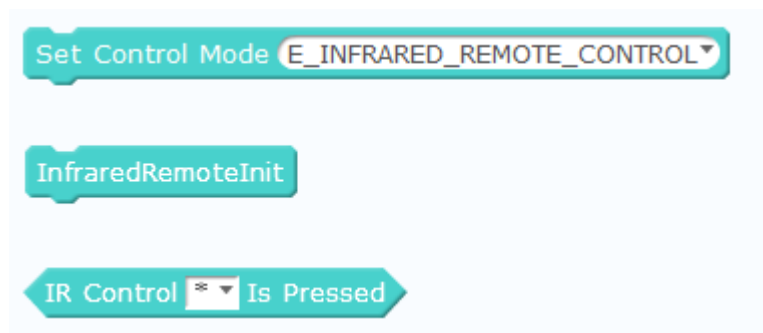 Set Control Mode E_INFRARED_REMOTE_CONTROL
InfraredRemoteInit
IR Control * Is Pressed